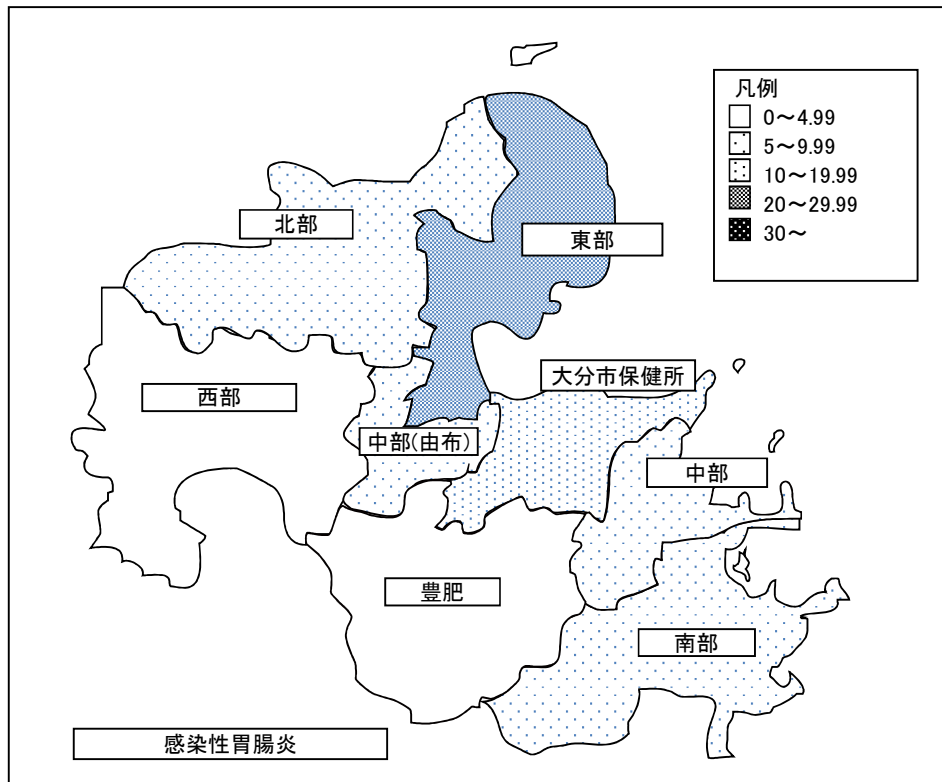 凡例
0～4.99
5～9.99
10～19.99
20～29.99
30～
北部
東部
大分市保健所
西部
中部(由布)
中部
豊肥
南部
感染性胃腸炎